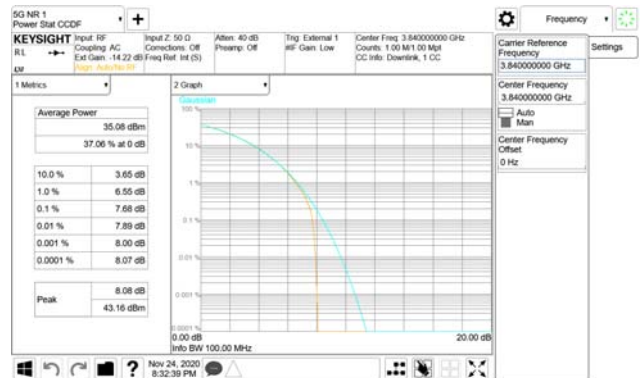 5G NR 1
Power Stat CCDF
Frequency
KEYSIGHT
Input: RF
Coupling: AC
Ext Gain: -14.22 dB
Align: Auto/No RF
Input Z: 50 Ω
Corrections: Off
Freq Ref: Int (S)
Atten: 40 dB
Preamp: Off
Trig: External 1
#IF Gain: Low
Center Freq: 3.840000000 GHz
Counts: 1.00 M/1.00 Mpt
CC Info: Downlink, 1 CC
RL
Carrier Reference
Frequency
3.840000000 GHz
Settings
Center Frequency
3.840000000 GHz
Auto
Man
Center Frequency
Offset
0 Hz
1 Metrics
Average Power
35.08 dBm
37.06 % at 0 dB
10.0 % 3.65 dB
1.0 % 6.55 dB
0.1 % 7.68 dB
0.01 % 7.89 dB
0.001 % 8.00 dB
0.0001 % 8.07 dB
Peak
8.08 dB
43.16 dBm
2 Graph
Gaussian
100 %
10 %
1 %
0.1 %
0.01 %
0.001 %
0.0001 %
0.00 dB
20.00 dB
Info BW 100.00 MHz
Nov 24, 2020
8:32:39 PM